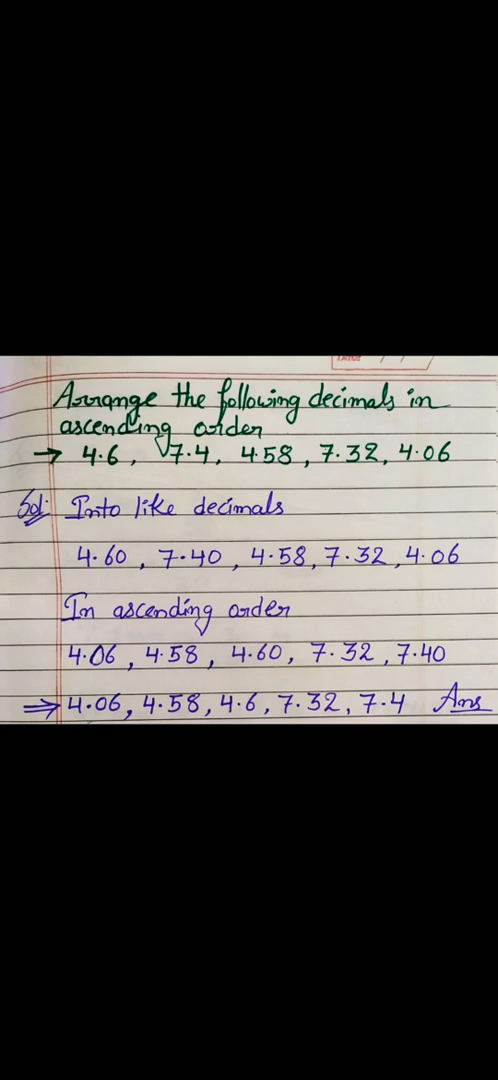 Arrange the following decimals in
ascending order
→ 4.6, 7.4, 4.58, 7.32, 4.06
Sol: Into like decimals
4.60, 7.40, 4.58, 7.32, 4.06
In ascending order
4.06, 4.58, 4.60, 7.32, 7.40
⇒ 4.06, 4.58, 4.6, 7.32, 7.4 Ans